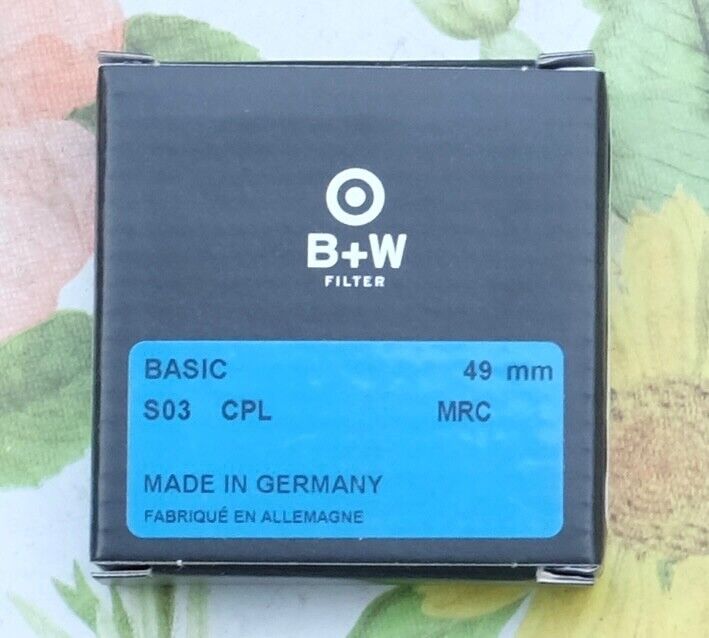 B+W
FILTER
BASIC 49 mm
S03 CPL MRC
MADE IN GERMANY
FABRIQUÉ EN ALLEMAGNE